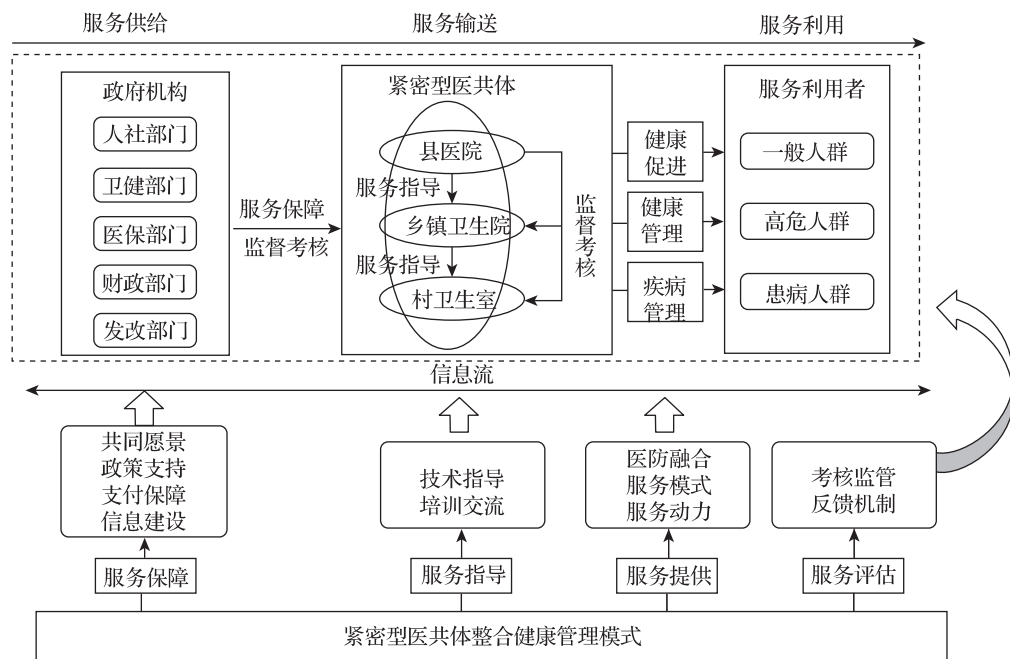 服务供给
服务输送
服务利用
政府机构
人社部门
卫健部门
医保部门
财政部门
发改部门
服务保障
监督考核
紧密型医共体
县医院
服务指导
乡镇卫生院
服务指导
村卫生室
监督考核
健康
促进
健康
管理
疾病
管理
服务利用者
一般人群
高危人群
患病人群
信息流
共同愿景
政策支持
支付保障
信息建设
技术指导
培训交流
医防融合
服务模式
服务动力
考核监管
反馈机制
服务保障
服务指导
服务提供
服务评估
紧密型医共体整合健康管理模式